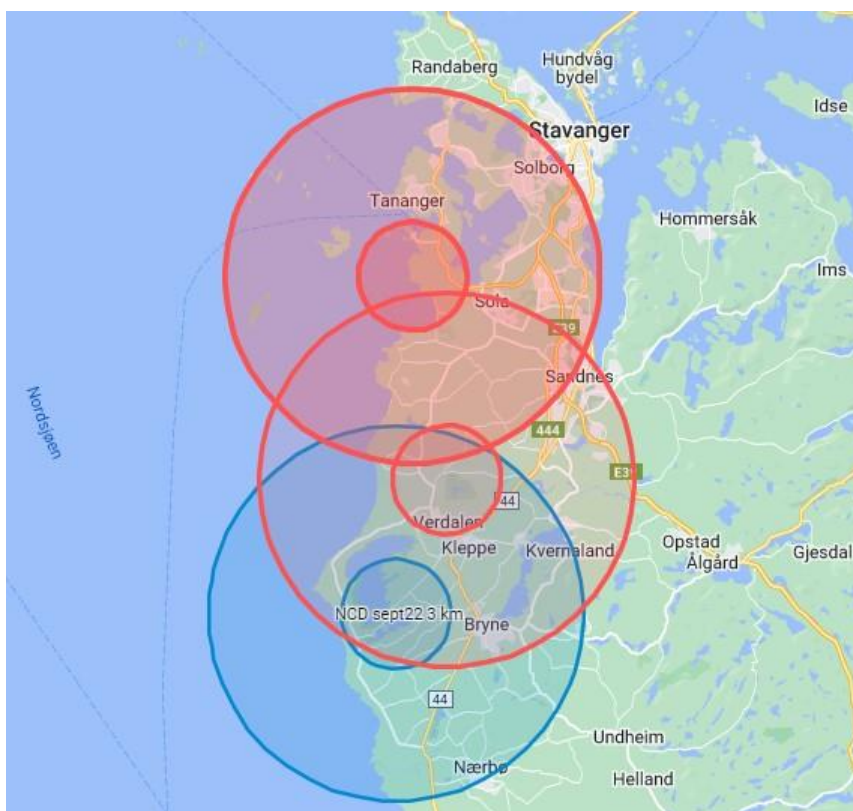 Randaberg
Hundvåg
bydel
Idse
Stavanger
Solborg
Tananger
Hommersåk
Ims
Sola
E39
Sandnes
Nordsjøen
444
E39
44
Verdalen
Kleppe
Kvernaland
Opstad
Ålgård
Gjesdal
NCD sept22 3 km
Bryne
44
Undheim
Nærbø
Helland